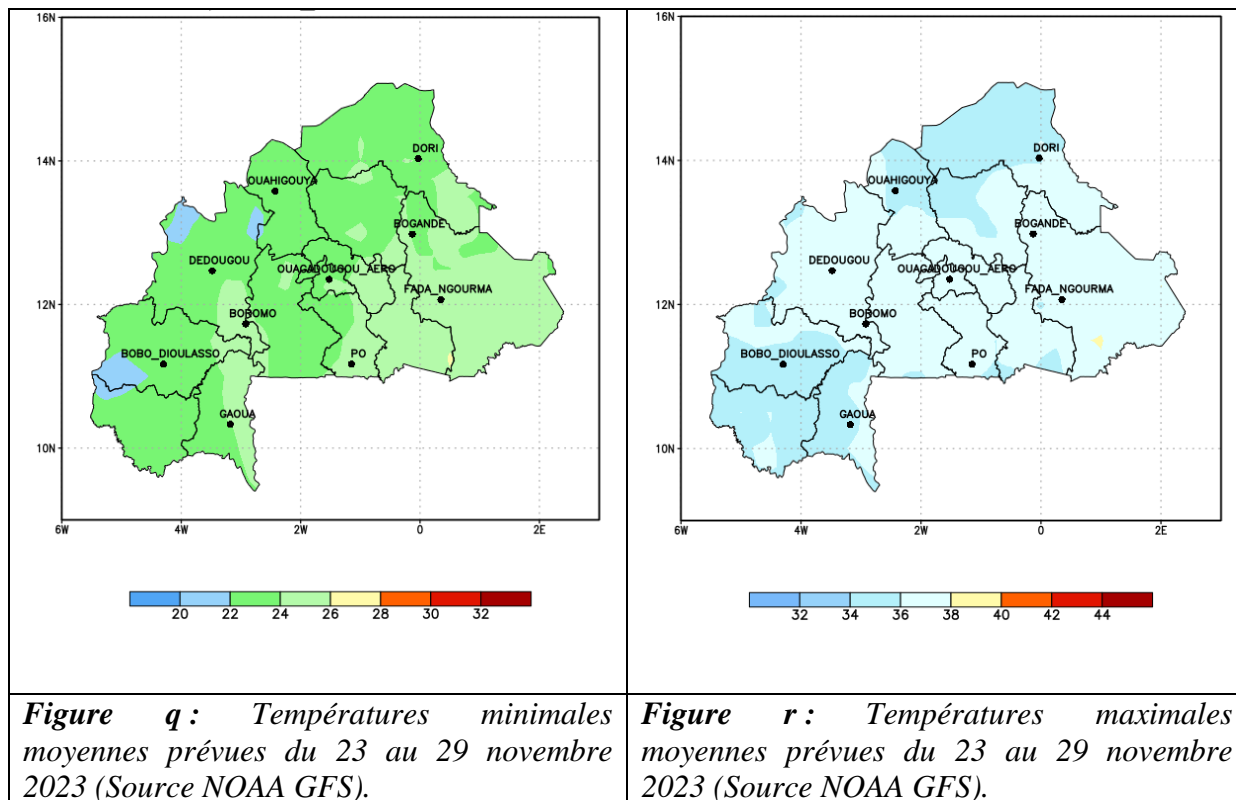 16N
14N
DORI
OUAHIGOUYA
BOGANDE
DEDOUGOU
OUAGADOUGOU_AERO
12N
FADA_NGOURMA
BOROMO
BOBO_DIOULASSO
PO
GAOUA
10N
6W 4W 2W 0 2E
20 22 24 26 28 30 32
Figure q : Températures minimales
moyennes prévues du 23 au 29 novembre
2023 (Source NOAA GFS).
16N
14N
DORI
OUAHIGOUYA
BOGANDE
DEDOUGOU
OUAGADOUGOU_AERO
12N
FADA_NGOURMA
BOROMO
BOBO_DIOULASSO
PO
GAOUA
10N
6W 4W 2W 0 2E
32 34 36 38 40 42 44
Figure r : Températures maximales
moyennes prévues du 23 au 29 novembre
2023 (Source NOAA GFS).